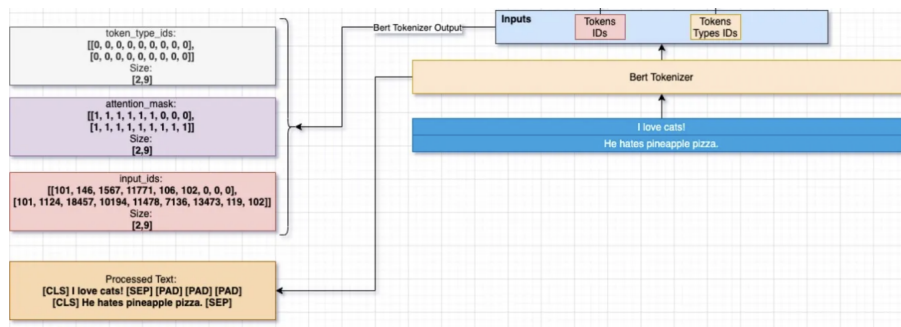 token_type_ids:
[[0, 0, 0, 0, 0, 0, 0, 0, 0],
[0, 0, 0, 0, 0, 0, 0, 0, 0]]
Size:
[2,9]
attention_mask:
[[1, 1, 1, 1, 1, 1, 0, 0, 0],
[1, 1, 1, 1, 1, 1, 1, 1, 1]]
Size:
[2,9]
input_ids:
[[101, 146, 1567, 11771, 106, 102, 0, 0, 0],
[101, 1124, 18457, 10194, 11478, 7136, 13473, 119, 102]]
Size:
[2,9]
Processed Text:
[CLS] I love cats! [SEP] [PAD] [PAD] [PAD]
[CLS] He hates pineapple pizza. [SEP]
Bert Tokenizer Output
Inputs
Tokens
IDs
Tokens
Types IDs
Bert Tokenizer
I love cats!
He hates pineapple pizza.